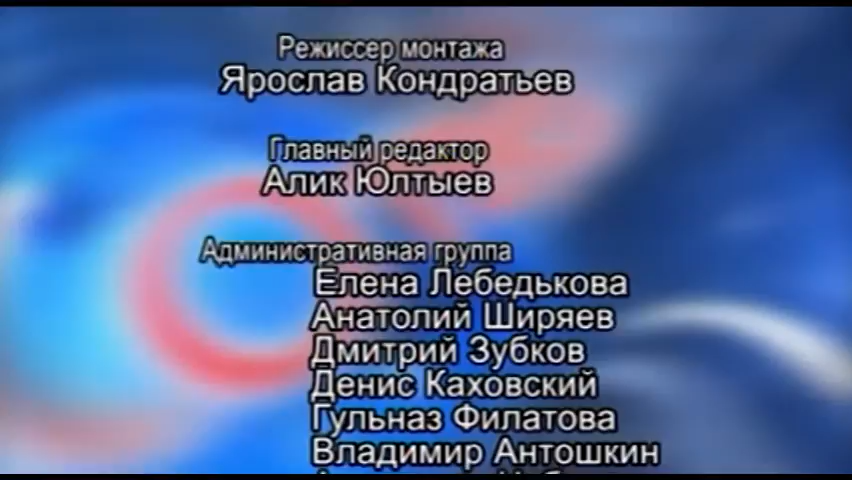 Режиссер монтажа
Ярослав Кондратьев
Главный редактор
Алик Юлтыев
Административная группа
Елена Лебедькова
Анатолий Ширяев
Дмитрий Зубков
Денис Каховский
Гульназ Филатова
Владимир Антошкин